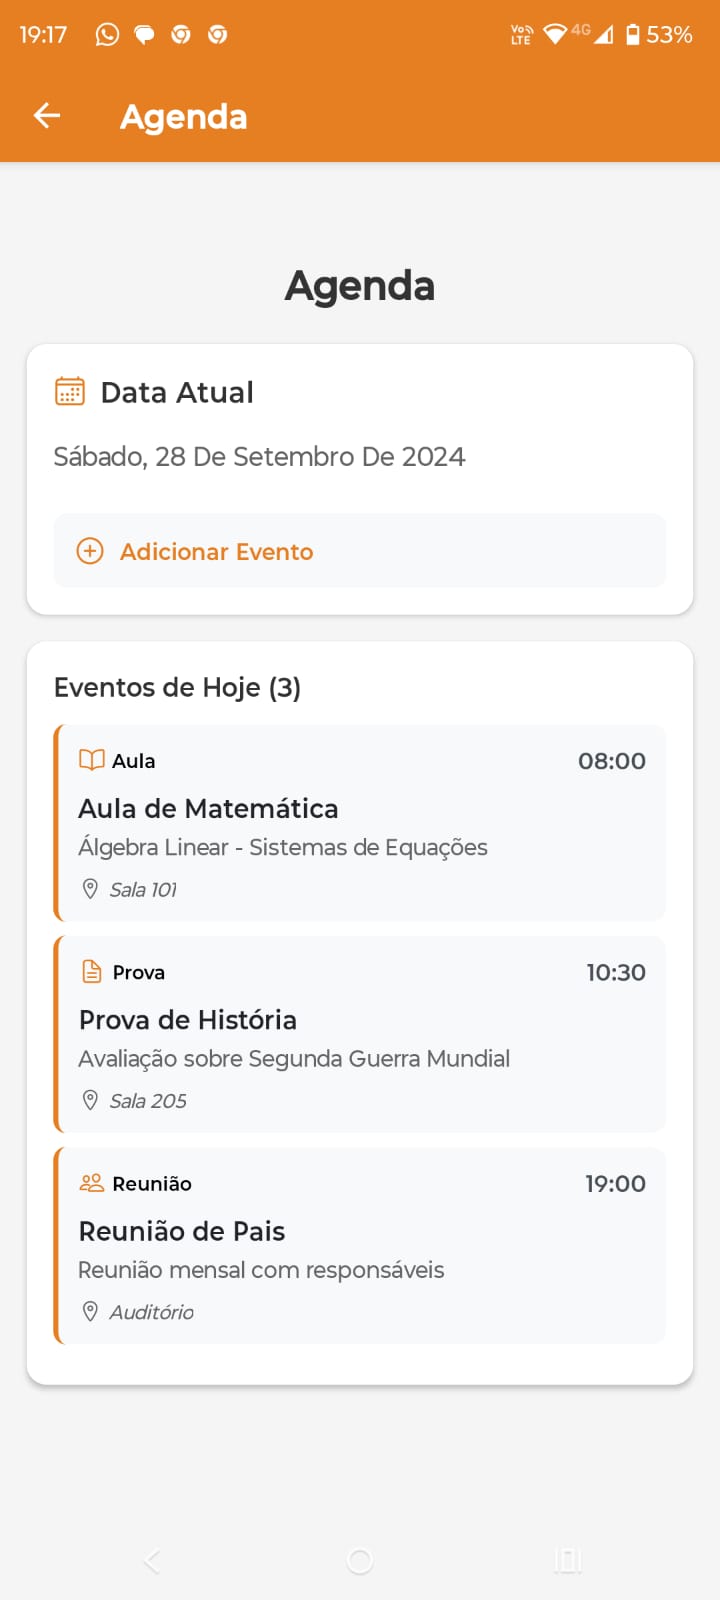 19:17 Vo)) LTE 4G 53%
Agenda
Agenda
Data Atual
Sábado, 28 De Setembro De 2024
Adicionar Evento
Eventos de Hoje (3)
Aula 08:00
Aula de Matemática
Álgebra Linear - Sistemas de Equações
Sala 101
Prova 10:30
Prova de História
Avaliação sobre Segunda Guerra Mundial
Sala 205
Reunião 19:00
Reunião de Pais
Reunião mensal com responsáveis
Auditório